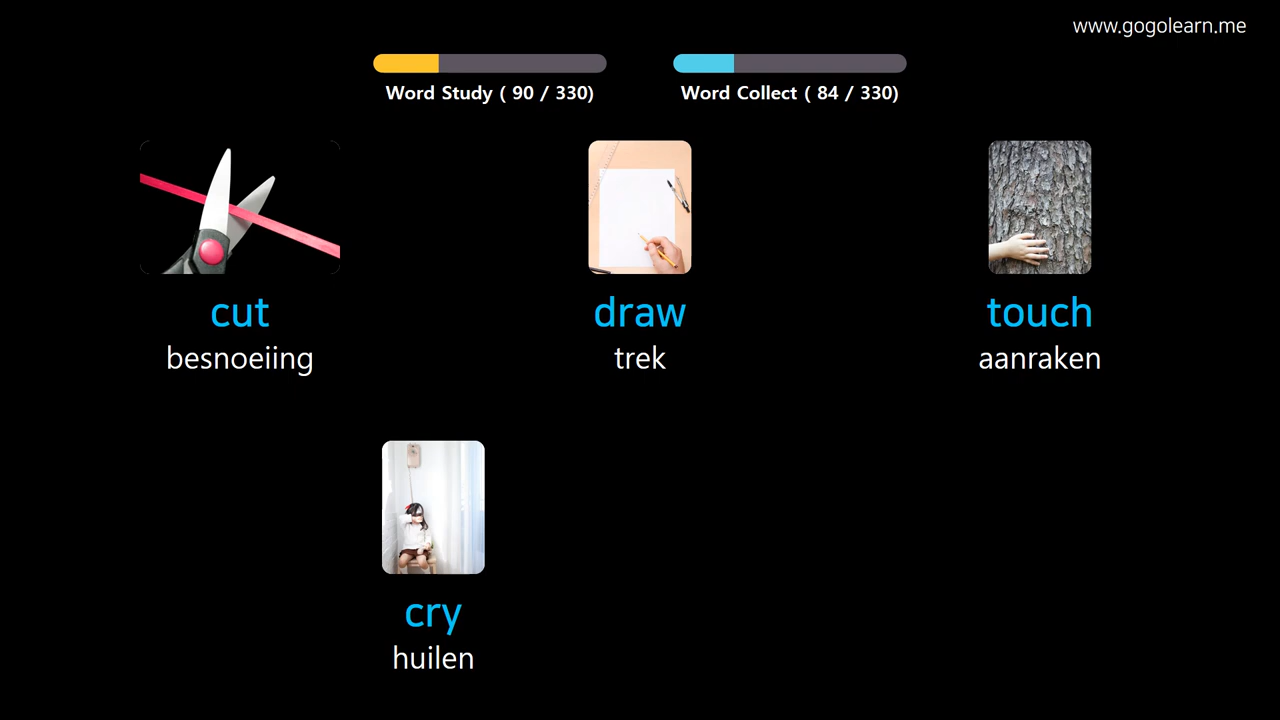 www.gogolearn.me
Word Study ( 90 / 330)
Word Collect ( 84 / 330)
cut
besnoeiing
draw
trek
touch
aanraken
cry
huilen